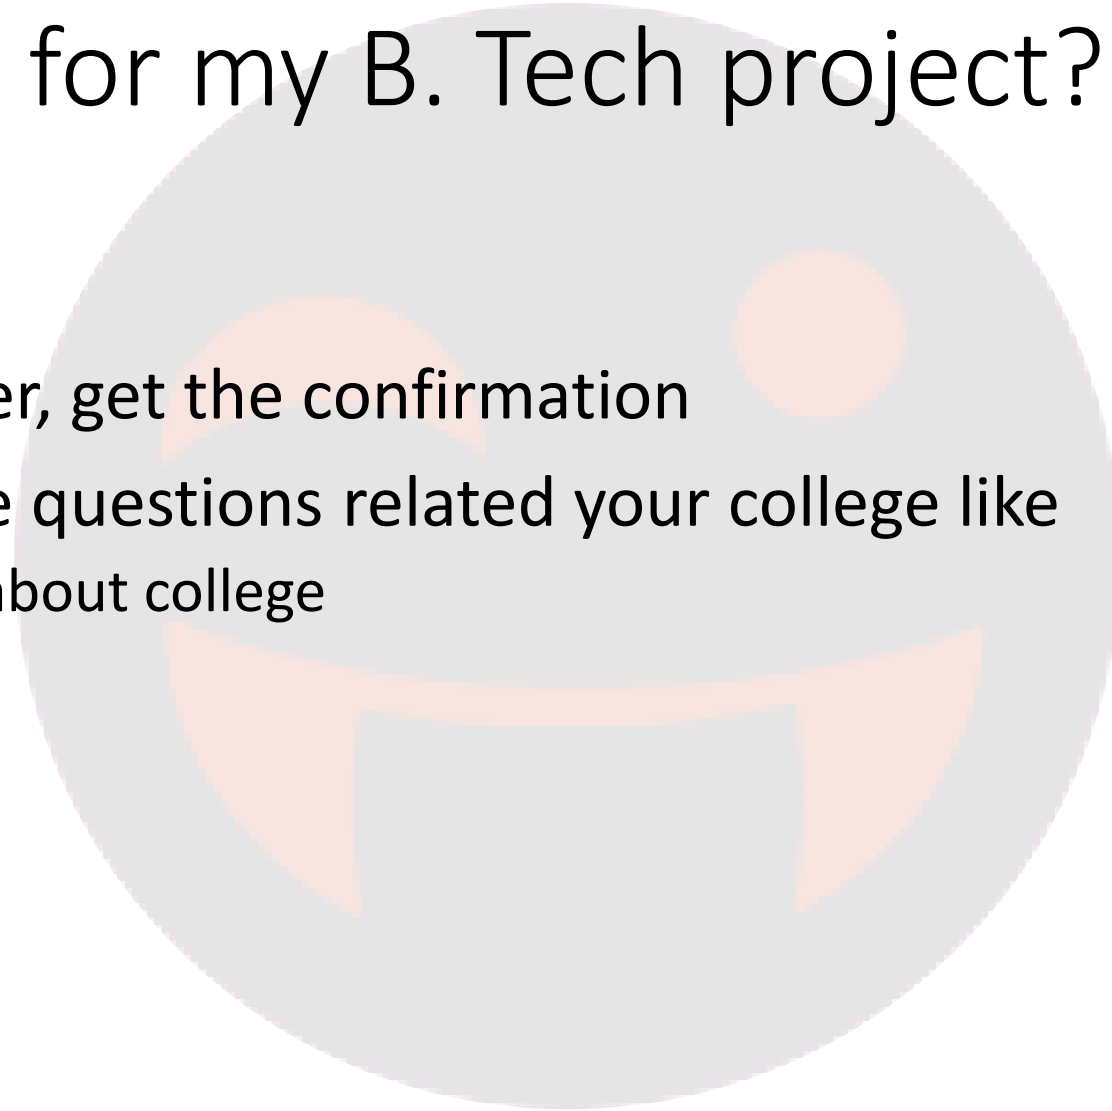 for my B. Tech project?
er, get the confirmation
e questions related your college like
about college